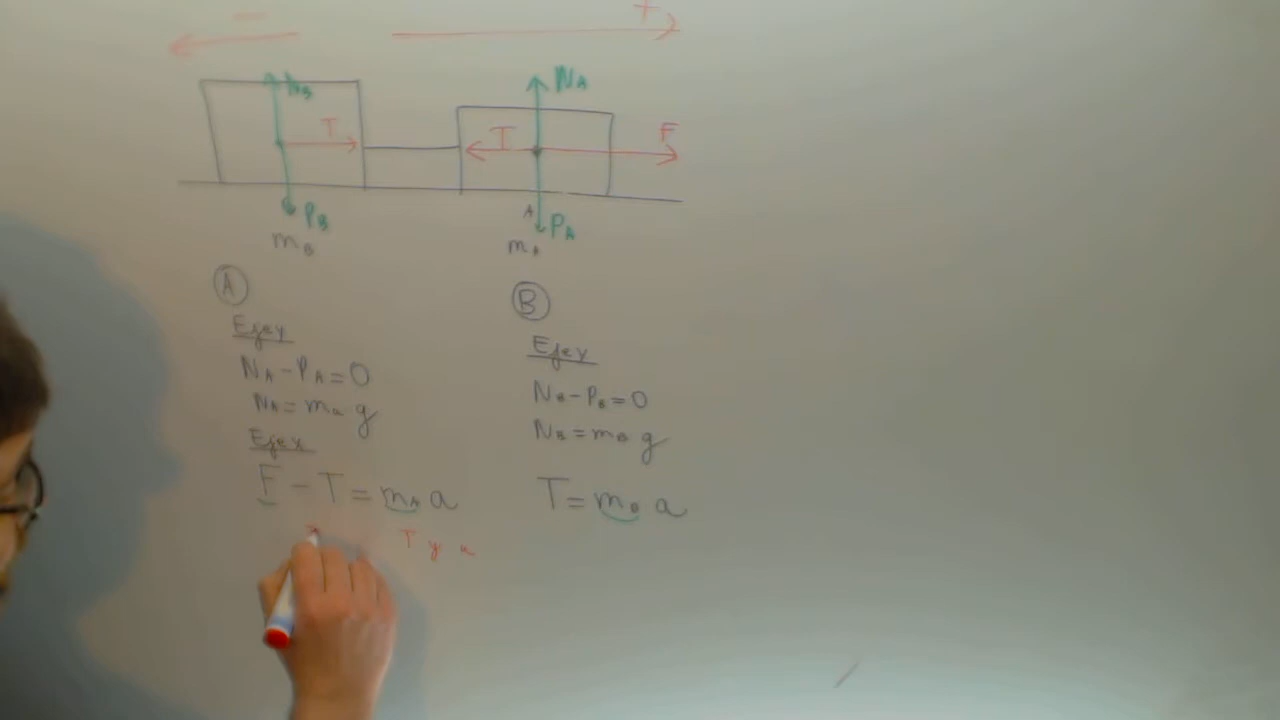 − +
N_B N_A
T T F
P_B P_A
A
m_B m_A
A
Eje y
N_A − P_A = 0
N_A = m_A g
Eje x
F − T = m_A a
T y a
B
Eje y
N_B − P_B = 0
N_B = m_B g
T = m_B a